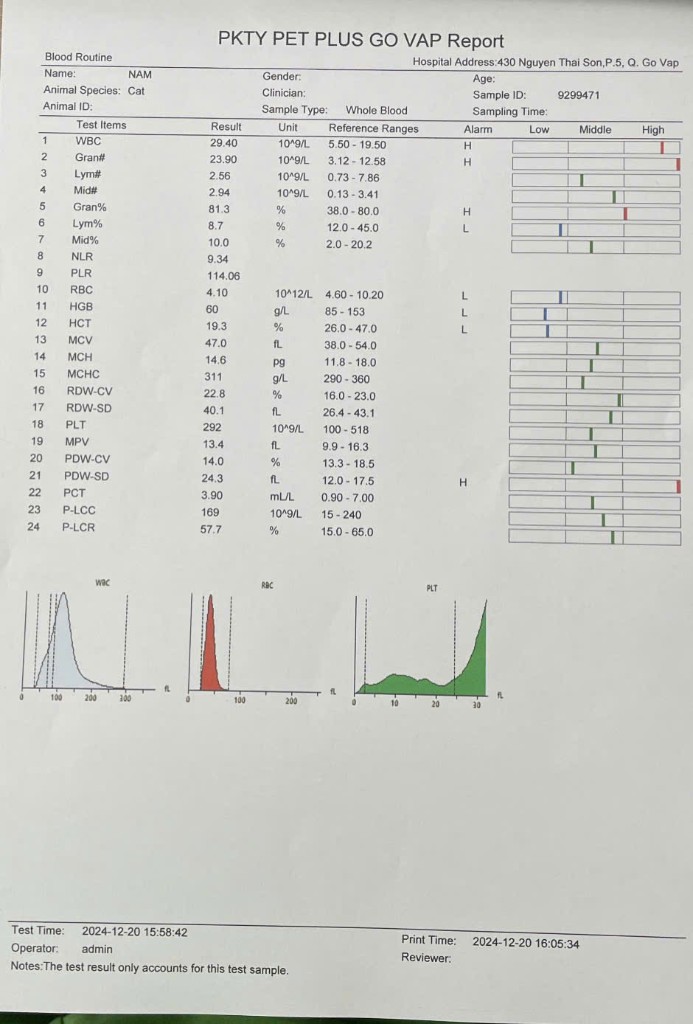 PKTY PET PLUS GO VAP Report
Blood Routine
Hospital Address:430 Nguyen Thai Son,P.5, Q. Go Vap
Name: NAM Gender: Age:
Animal Species: Cat Clinician: Sample ID: 9299471
Animal ID: Sample Type: Whole Blood Sampling Time:
Test Items Result Unit Reference Ranges Alarm Low Middle High
1 WBC 29.40 10^9/L 5.50 - 19.50 H
2 Gran# 23.90 10^9/L 3.12 - 12.58 H
3 Lym# 2.56 10^9/L 0.73 - 7.86
4 Mid# 2.94 10^9/L 0.13 - 3.41
5 Gran% 81.3 % 38.0 - 80.0 H
6 Lym% 8.7 % 12.0 - 45.0 L
7 Mid% 10.0 % 2.0 - 20.2
8 NLR 9.34
9 PLR 114.06
10 RBC 4.10 10^12/L 4.60 - 10.20 L
11 HGB 60 g/L 85 - 153 L
12 HCT 19.3 % 26.0 - 47.0 L
13 MCV 47.0 fL 38.0 - 54.0
14 MCH 14.6 pg 11.8 - 18.0
15 MCHC 311 g/L 290 - 360
16 RDW-CV 22.8 % 16.0 - 23.0
17 RDW-SD 40.1 fL 26.4 - 43.1
18 PLT 292 10^9/L 100 - 518
19 MPV 13.4 fL 9.9 - 16.3
20 PDW-CV 14.0 % 13.3 - 18.5
21 PDW-SD 24.3 fL 12.0 - 17.5 H
22 PCT 3.90 mL/L 0.90 - 7.00
23 P-LCC 169 10^9/L 15 - 240
24 P-LCR 57.7 % 15.0 - 65.0
WBC RBC PLT
0 100 200 300 fL 0 100 200 fL 0 10 20 30 fL
Test Time: 2024-12-20 15:58:42 Print Time: 2024-12-20 16:05:34
Operator: admin Reviewer:
Notes:The test result only accounts for this test sample.